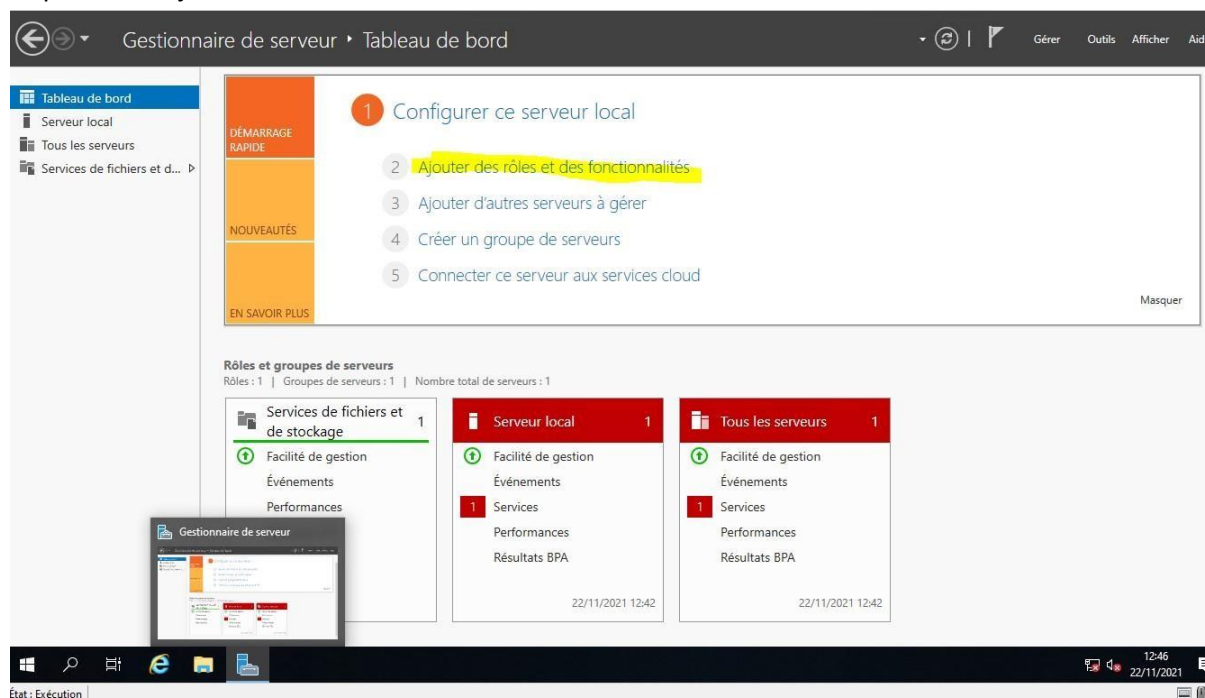 Gestionnaire de serveur ‣ Tableau de bord
Gérer Outils Afficher Aid
Tableau de bord
Serveur local
Tous les serveurs
Services de fichiers et d...
DÉMARRAGE RAPIDE
NOUVEAUTÉS
EN SAVOIR PLUS
1 Configurer ce serveur local
2 Ajouter des rôles et des fonctionnalités
3 Ajouter d'autres serveurs à gérer
4 Créer un groupe de serveurs
5 Connecter ce serveur aux services cloud
Masquer
Rôles et groupes de serveurs
Rôles : 1 | Groupes de serveurs : 1 | Nombre total de serveurs : 1
Services de fichiers et de stockage 1
Facilité de gestion
Événements
Performances
Serveur local 1
Facilité de gestion
Événements
1 Services
Performances
Résultats BPA
22/11/2021 12:42
Tous les serveurs 1
Facilité de gestion
Événements
1 Services
Performances
Résultats BPA
22/11/2021 12:42
Gestionnaire de serveur
12:46
22/11/2021
État : Exécution